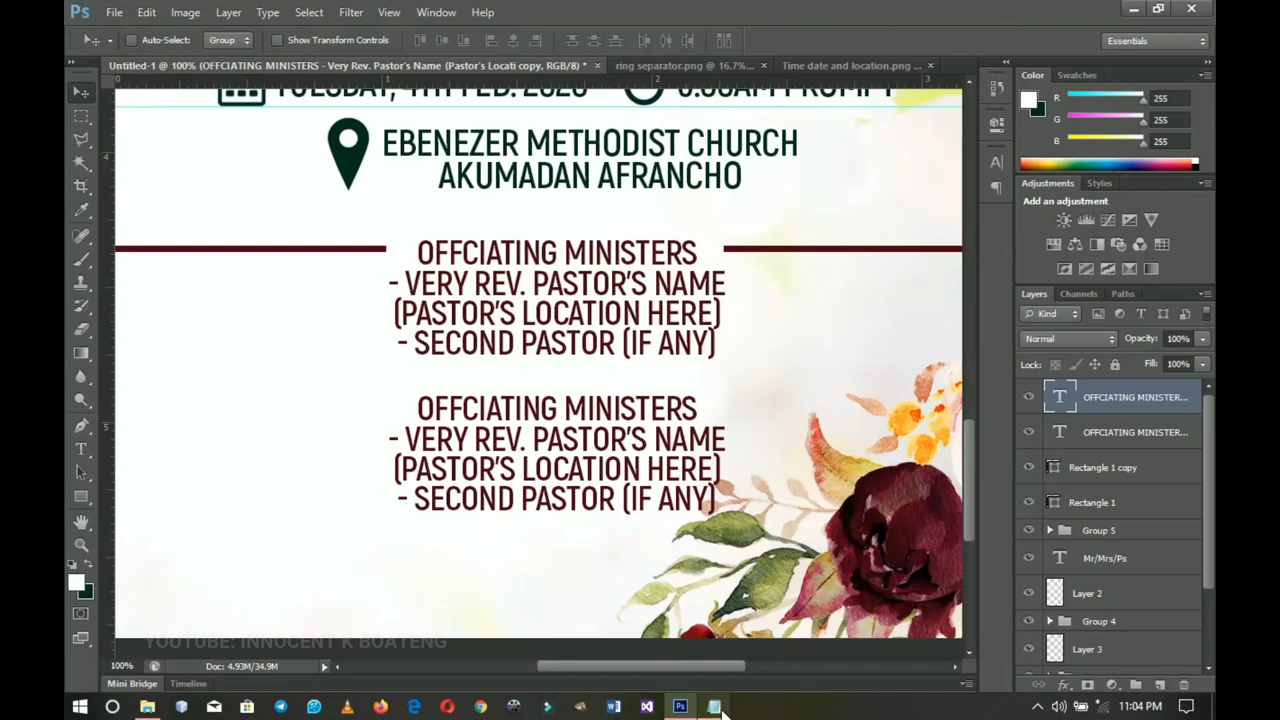 Ps File Edit Image Layer Type Select Filter View Window Help
Auto-Select: Group Show Transform Controls Essentials
Untitled-1 @ 100% (OFFCIATING MINISTERS - Very Rev. Pastor's Name (Pastor's Locati copy, RGB/8) * × ring separator.png @ 16.7%... × Time date and location.png ... ×
0 1 2 3
EBENEZER METHODIST CHURCH
AKUMADAN AFRANCHO
OFFCIATING MINISTERS
- VERY REV. PASTOR'S NAME
(PASTOR'S LOCATION HERE)
- SECOND PASTOR (IF ANY)
OFFCIATING MINISTERS
- VERY REV. PASTOR'S NAME
(PASTOR'S LOCATION HERE)
- SECOND PASTOR (IF ANY)
YOUTUBE: INNOCENT K BOATENG
4
5
Color Swatches
R 255
G 255
B 255
Adjustments Styles
Add an adjustment
Layers Channels Paths
Kind
Normal Opacity: 100%
Lock: Fill: 100%
OFFCIATING MINISTER...
OFFCIATING MINISTER...
Rectangle 1 copy
Rectangle 1
Group 5
Mr/Mrs/Ps
Layer 2
Group 4
Layer 3
100% Doc: 4.93M/34.9M
Mini Bridge Timeline
11:04 PM